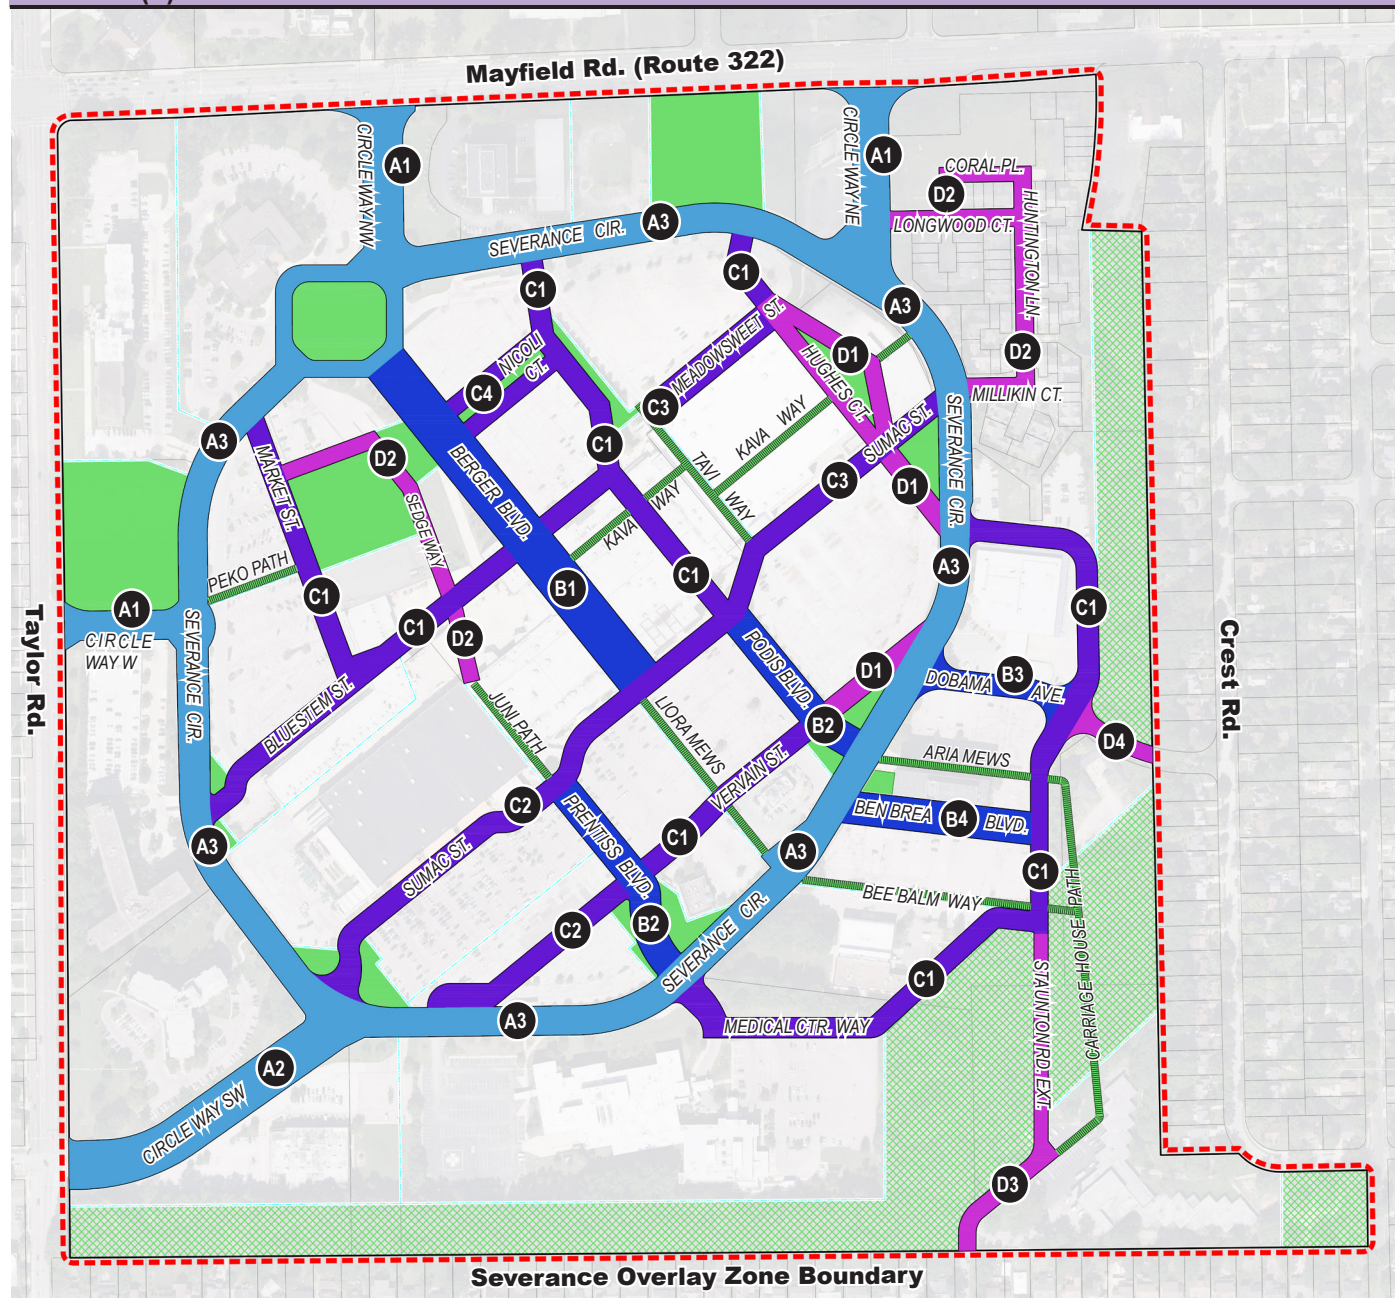 Mayfield Rd. (Route 322)
CIRCLE WAY NW
A1
CIRCLE WAY NE
A1
CORAL PL.
D2
LONGWOOD CT.
HUNTINGTON LN.
SEVERANCE CIR.
A3
C1
C1
A3
NICOLI
CT.
C4
MEADOWSWEET ST.
C3
D1
HUGHES CT.
D2
MILLIKIN CT.
A3
MARKET ST.
D2
SEDGEWAY
BERGER BLVD.
C1
TAVI WAY
KAVA WAY
C3
SUMAC ST.
D1
SEVERANCE CIR.
KAVA WAY
PEKO PATH
C1
B1
C1
A3
C1
A1
CIRCLE
WAY W
Taylor Rd.
SEVERANCE CIR.
C1
D2
BLUESTEM ST.
JUNI PATH
LIORA MEWS
PODIS BLVD.
D1
B2
DOBAMA AVE.
B3
Crest Rd.
D4
ARIA MEWS
VERVAIN ST.
C2
PRENTISS BLVD.
C1
A3
BEN BREA BLVD.
B4
A3
SUMAC ST.
C1
BEE BALM WAY
CARRIAGE HOUSE PATH
C2
B2
SEVERANCE CIR.
C1
A3
MEDICAL CTR. WAY
STAUNTON RD. EXT.
A2
CIRCLE WAY SW
D3
Severance Overlay Zone Boundary